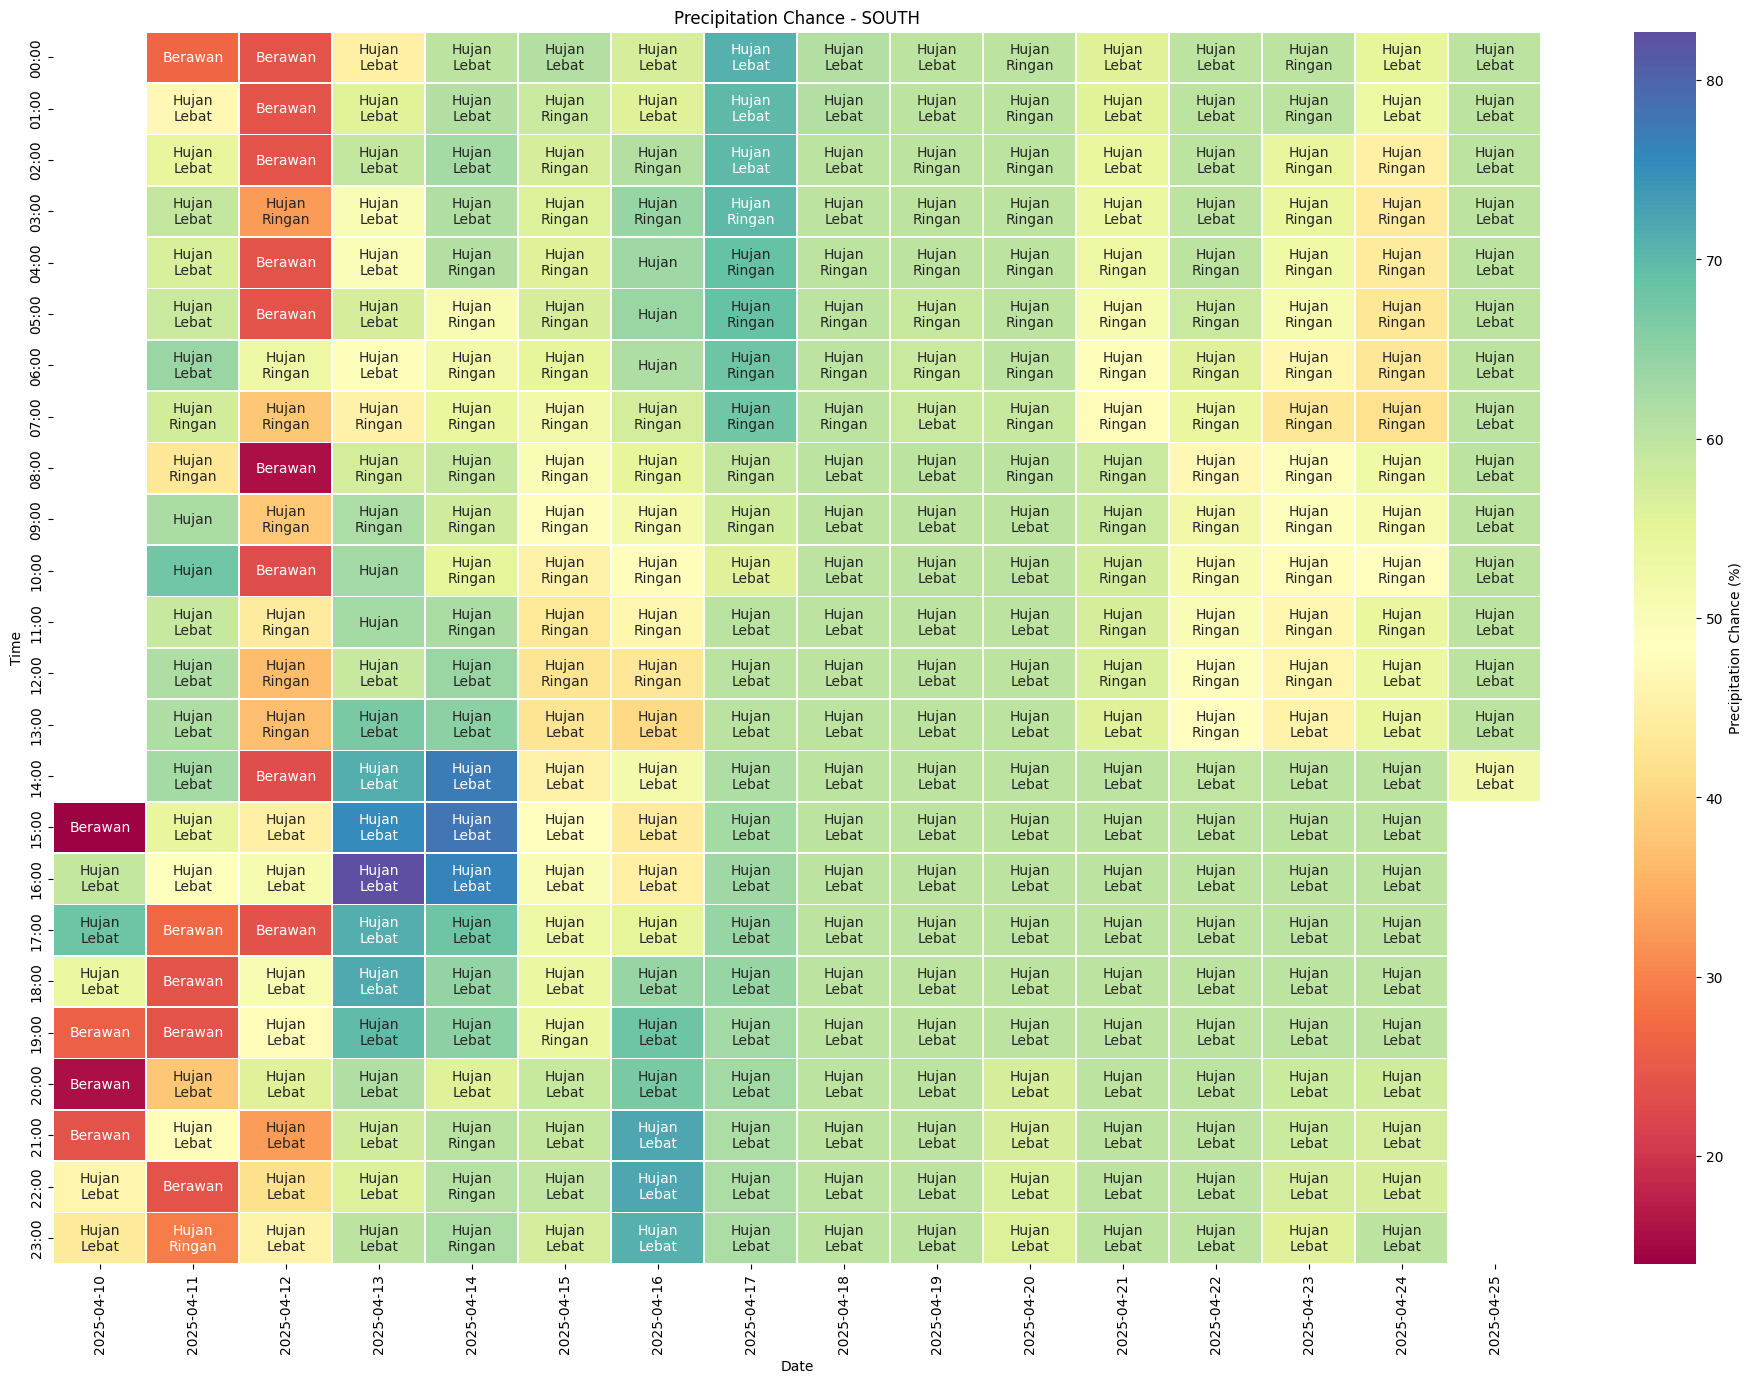 Precipitation Chance - SOUTH
00:00 Berawan Berawan Hujan Lebat Hujan Lebat Hujan Lebat Hujan Lebat Hujan Lebat Hujan Lebat Hujan Lebat Hujan Ringan Hujan Lebat Hujan Lebat Hujan Ringan Hujan Lebat Hujan Lebat
01:00 Hujan Lebat Berawan Hujan Lebat Hujan Lebat Hujan Ringan Hujan Lebat Hujan Lebat Hujan Lebat Hujan Lebat Hujan Ringan Hujan Lebat Hujan Lebat Hujan Ringan Hujan Lebat Hujan Lebat
02:00 Hujan Lebat Berawan Hujan Lebat Hujan Lebat Hujan Ringan Hujan Ringan Hujan Lebat Hujan Lebat Hujan Ringan Hujan Ringan Hujan Lebat Hujan Lebat Hujan Ringan Hujan Ringan Hujan Lebat
03:00 Hujan Lebat Hujan Ringan Hujan Lebat Hujan Lebat Hujan Ringan Hujan Ringan Hujan Ringan Hujan Lebat Hujan Ringan Hujan Ringan Hujan Lebat Hujan Lebat Hujan Ringan Hujan Ringan Hujan Lebat
04:00 Hujan Lebat Berawan Hujan Lebat Hujan Ringan Hujan Ringan Hujan Hujan Ringan Hujan Ringan Hujan Ringan Hujan Ringan Hujan Ringan Hujan Ringan Hujan Ringan Hujan Ringan Hujan Lebat
05:00 Hujan Lebat Berawan Hujan Lebat Hujan Ringan Hujan Ringan Hujan Hujan Ringan Hujan Ringan Hujan Ringan Hujan Ringan Hujan Ringan Hujan Ringan Hujan Ringan Hujan Ringan Hujan Lebat
06:00 Hujan Lebat Hujan Ringan Hujan Lebat Hujan Ringan Hujan Ringan Hujan Hujan Ringan Hujan Ringan Hujan Ringan Hujan Ringan Hujan Ringan Hujan Ringan Hujan Ringan Hujan Ringan Hujan Lebat
07:00 Hujan Ringan Hujan Ringan Hujan Ringan Hujan Ringan Hujan Ringan Hujan Ringan Hujan Ringan Hujan Ringan Hujan Lebat Hujan Ringan Hujan Ringan Hujan Ringan Hujan Ringan Hujan Ringan Hujan Lebat
08:00 Hujan Ringan Berawan Hujan Ringan Hujan Ringan Hujan Ringan Hujan Ringan Hujan Ringan Hujan Lebat Hujan Lebat Hujan Ringan Hujan Ringan Hujan Ringan Hujan Ringan Hujan Ringan Hujan Lebat
09:00 Hujan Hujan Ringan Hujan Ringan Hujan Ringan Hujan Ringan Hujan Ringan Hujan Ringan Hujan Lebat Hujan Lebat Hujan Lebat Hujan Ringan Hujan Ringan Hujan Ringan Hujan Ringan Hujan Lebat
10:00 Hujan Berawan Hujan Hujan Ringan Hujan Ringan Hujan Ringan Hujan Lebat Hujan Lebat Hujan Lebat Hujan Lebat Hujan Ringan Hujan Ringan Hujan Ringan Hujan Ringan Hujan Lebat
11:00 Hujan Lebat Hujan Ringan Hujan Hujan Ringan Hujan Ringan Hujan Ringan Hujan Lebat Hujan Lebat Hujan Lebat Hujan Lebat Hujan Ringan Hujan Ringan Hujan Ringan Hujan Ringan Hujan Lebat
12:00 Hujan Lebat Hujan Ringan Hujan Lebat Hujan Lebat Hujan Ringan Hujan Ringan Hujan Lebat Hujan Lebat Hujan Lebat Hujan Lebat Hujan Ringan Hujan Ringan Hujan Ringan Hujan Lebat Hujan Lebat
13:00 Hujan Lebat Hujan Ringan Hujan Lebat Hujan Lebat Hujan Lebat Hujan Lebat Hujan Lebat Hujan Lebat Hujan Lebat Hujan Lebat Hujan Lebat Hujan Ringan Hujan Lebat Hujan Lebat Hujan Lebat
14:00 Hujan Lebat Berawan Hujan Lebat Hujan Lebat Hujan Lebat Hujan Lebat Hujan Lebat Hujan Lebat Hujan Lebat Hujan Lebat Hujan Lebat Hujan Lebat Hujan Lebat Hujan Lebat Hujan Lebat
15:00 Berawan Hujan Lebat Hujan Lebat Hujan Lebat Hujan Lebat Hujan Lebat Hujan Lebat Hujan Lebat Hujan Lebat Hujan Lebat Hujan Lebat Hujan Lebat Hujan Lebat Hujan Lebat Hujan Lebat
16:00 Hujan Lebat Hujan Lebat Hujan Lebat Hujan Lebat Hujan Lebat Hujan Lebat Hujan Lebat Hujan Lebat Hujan Lebat Hujan Lebat Hujan Lebat Hujan Lebat Hujan Lebat Hujan Lebat Hujan Lebat
17:00 Hujan Lebat Berawan Berawan Hujan Lebat Hujan Lebat Hujan Lebat Hujan Lebat Hujan Lebat Hujan Lebat Hujan Lebat Hujan Lebat Hujan Lebat Hujan Lebat Hujan Lebat Hujan Lebat
18:00 Hujan Lebat Berawan Hujan Lebat Hujan Lebat Hujan Lebat Hujan Lebat Hujan Lebat Hujan Lebat Hujan Lebat Hujan Lebat Hujan Lebat Hujan Lebat Hujan Lebat Hujan Lebat Hujan Lebat
19:00 Berawan Berawan Hujan Lebat Hujan Lebat Hujan Lebat Hujan Ringan Hujan Lebat Hujan Lebat Hujan Lebat Hujan Lebat Hujan Lebat Hujan Lebat Hujan Lebat Hujan Lebat Hujan Lebat
20:00 Berawan Hujan Lebat Hujan Lebat Hujan Lebat Hujan Lebat Hujan Lebat Hujan Lebat Hujan Lebat Hujan Lebat Hujan Lebat Hujan Lebat Hujan Lebat Hujan Lebat Hujan Lebat Hujan Lebat
21:00 Berawan Hujan Lebat Hujan Lebat Hujan Lebat Hujan Ringan Hujan Lebat Hujan Lebat Hujan Lebat Hujan Lebat Hujan Lebat Hujan Lebat Hujan Lebat Hujan Lebat Hujan Lebat Hujan Lebat
22:00 Hujan Lebat Berawan Hujan Lebat Hujan Lebat Hujan Ringan Hujan Lebat Hujan Lebat Hujan Lebat Hujan Lebat Hujan Lebat Hujan Lebat Hujan Lebat Hujan Lebat Hujan Lebat Hujan Lebat
23:00 Hujan Lebat Hujan Ringan Hujan Lebat Hujan Lebat Hujan Ringan Hujan Lebat Hujan Lebat Hujan Lebat Hujan Lebat Hujan Lebat Hujan Lebat Hujan Lebat Hujan Lebat Hujan Lebat Hujan Lebat
Time
2025-04-10 2025-04-11 2025-04-12 2025-04-13 2025-04-14 2025-04-15 2025-04-16 2025-04-17 2025-04-18 2025-04-19 2025-04-20 2025-04-21 2025-04-22 2025-04-23 2025-04-24 2025-04-25
Date
80
70
60
50
40
30
20
Precipitation Chance (%)